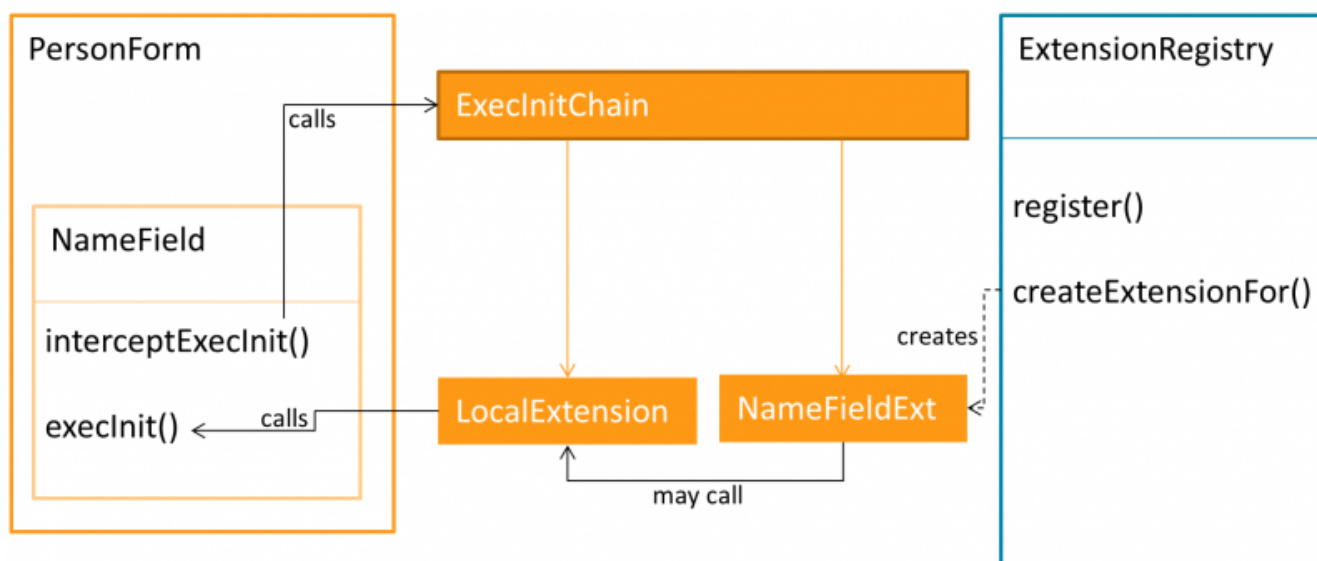 PersonForm
NameField
interceptExecInit()
execInit()
calls
ExecInitChain
calls
LocalExtension
NameFieldExt
may call
creates
ExtensionRegistry
register()
createExtensionFor()